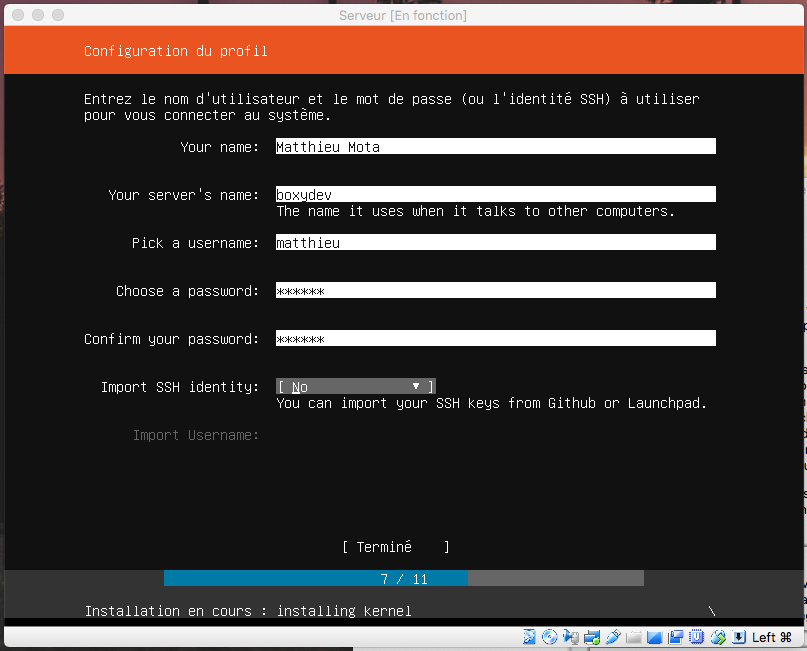 Serveur [En fonction]
Configuration du profil
Entrez le nom d'utilisateur et le mot de passe (ou l'identité SSH) à utiliser
pour vous connecter au système.
Your name: Matthieu Mota
Your server's name: boxydev
The name it uses when it talks to other computers.
Pick a username: matthieu
Choose a password: ******
Confirm your password: ******
Import SSH identity: [ No ▼ ]
You can import your SSH keys from Github or Launchpad.
Import Username:
[ Terminé ]
7 / 11
Installation en cours : installing kernel \
Left ⌘